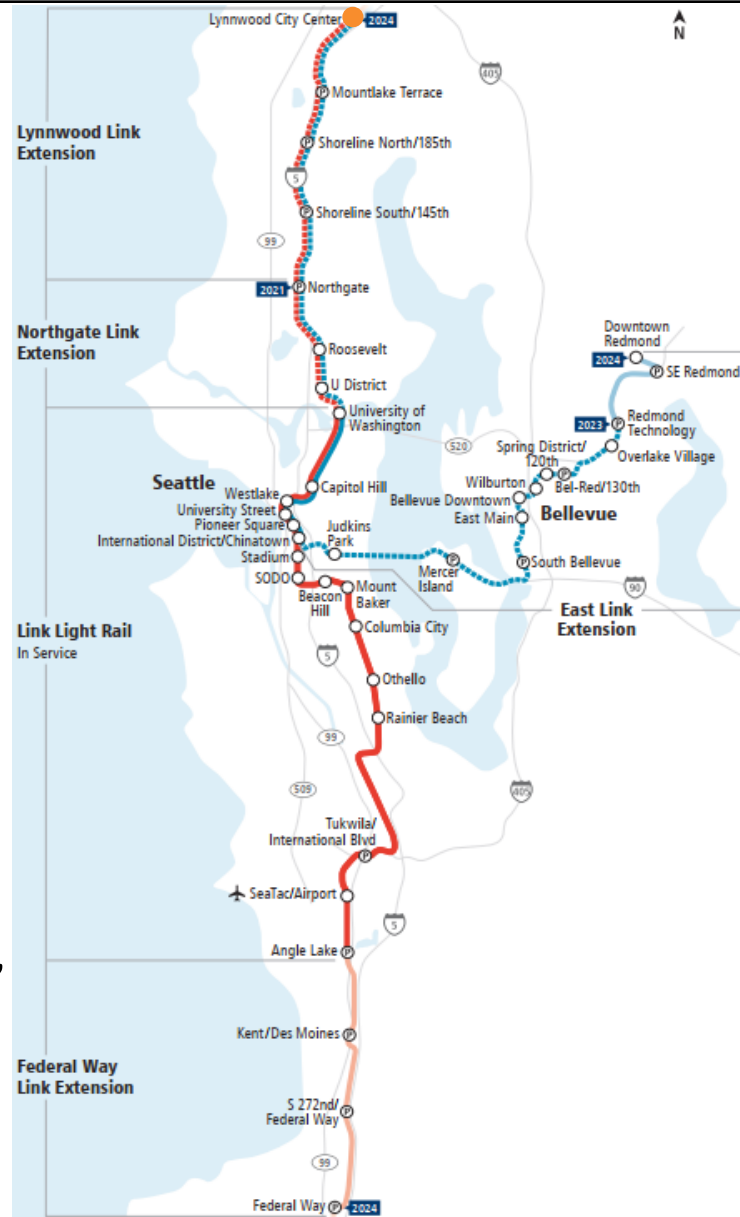 Lynnwood City Center
2024
N
405
Mountlake Terrace
Lynnwood Link
Extension
Shoreline North/185th
5
Shoreline South/145th
99
2021
Northgate
Northgate Link
Extension
Roosevelt
Downtown
Redmond
2024
SE Redmond
U District
University of
Washington
2023
Redmond
Technology
520
Spring District/
120th
Overlake Village
Seattle
Capitol Hill
Wilburton
Bel-Red/130th
Westlake
Bellevue Downtown
University Street
Pioneer Square
Judkins
Park
East Main
Bellevue
International District/Chinatown
Stadium
Mercer
Island
South Bellevue
SODO
Beacon
Hill
Mount
Baker
90
East Link
Extension
Link Light Rail
In Service
Columbia City
5
Othello
Rainier Beach
99
509
405
Tukwila/
International Blvd
SeaTac/Airport
5
Angle Lake
,
Kent/Des Moines
Federal Way
Link Extension
S 272nd/
Federal Way
99
Federal Way
2024
P